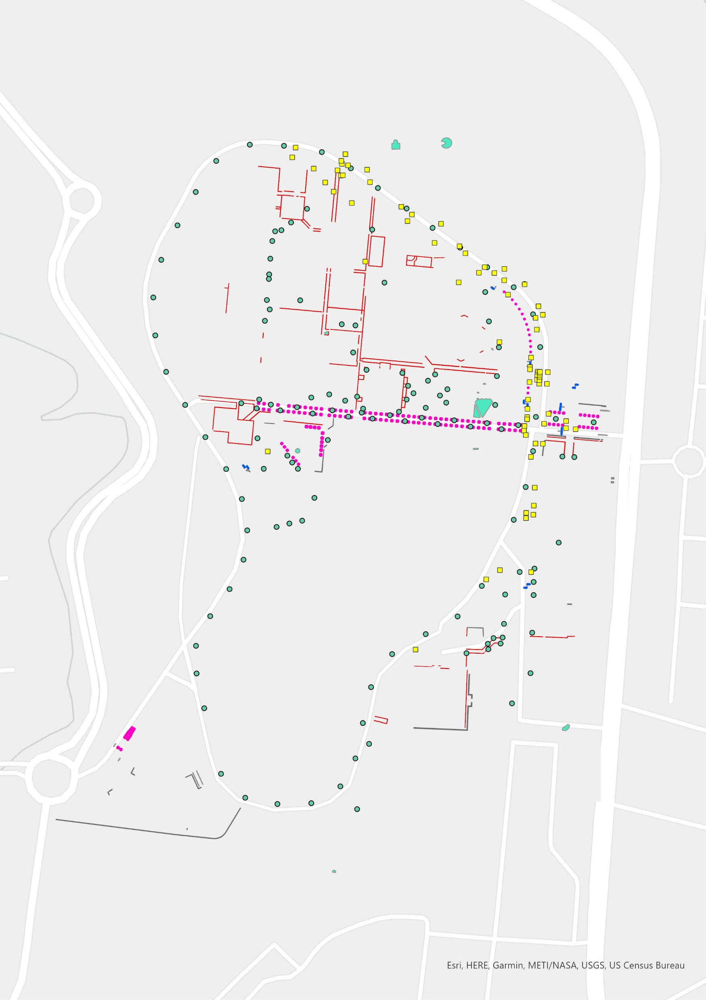 Esri, HERE, Garmin, METI/NASA, USGS, US Census Bureau